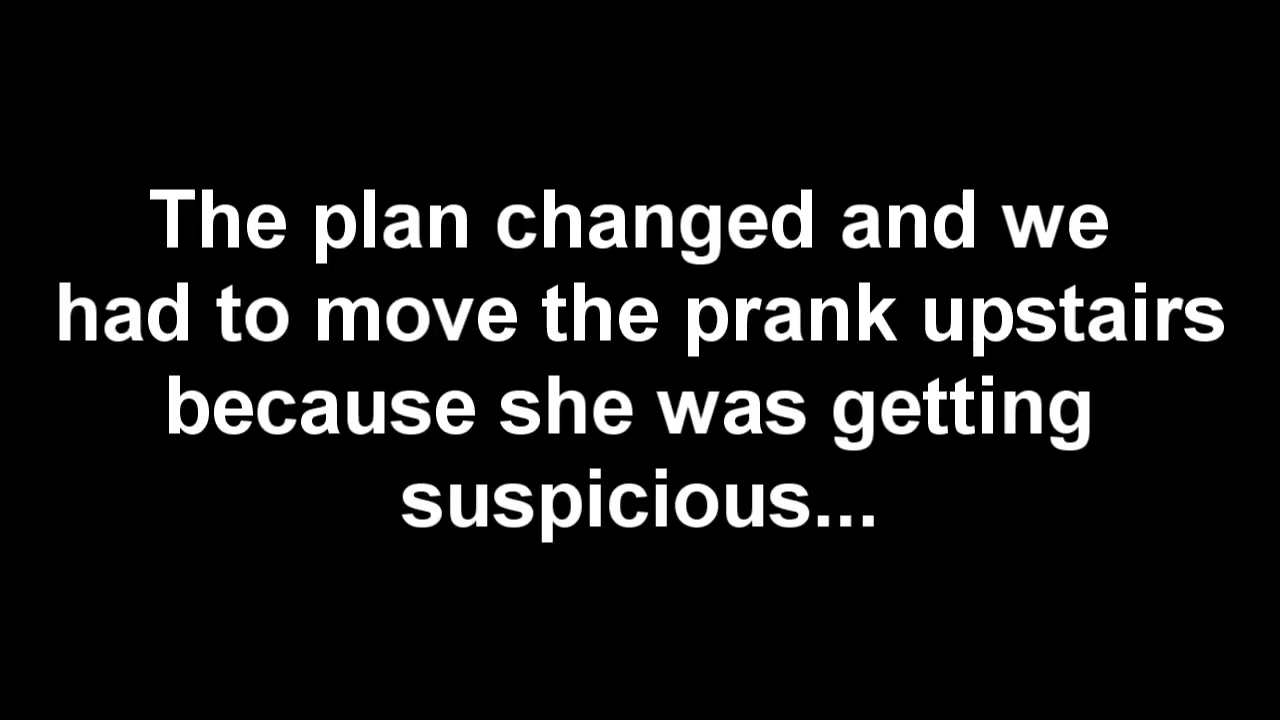 The plan changed and we
had to move the prank upstairs
because she was getting
suspicious...